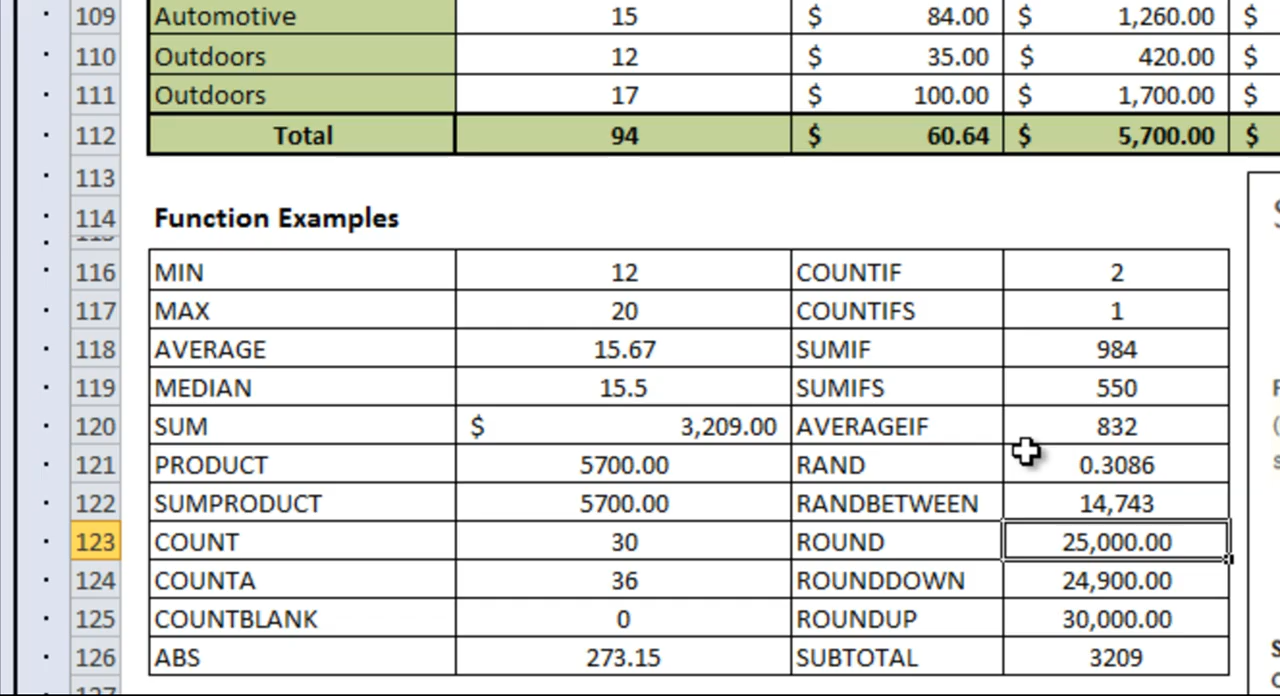 109 Automotive 15 $ 84.00 $ 1,260.00 $
110 Outdoors 12 $ 35.00 $ 420.00 $
111 Outdoors 17 $ 100.00 $ 1,700.00 $
112 Total 94 $ 60.64 $ 5,700.00 $
113
114 Function Examples
116 MIN 12 COUNTIF 2
117 MAX 20 COUNTIFS 1
118 AVERAGE 15.67 SUMIF 984
119 MEDIAN 15.5 SUMIFS 550
120 SUM $ 3,209.00 AVERAGEIF 832
121 PRODUCT 5700.00 RAND 0.3086
122 SUMPRODUCT 5700.00 RANDBETWEEN 14,743
123 COUNT 30 ROUND 25,000.00
124 COUNTA 36 ROUNDDOWN 24,900.00
125 COUNTBLANK 0 ROUNDUP 30,000.00
126 ABS 273.15 SUBTOTAL 3209